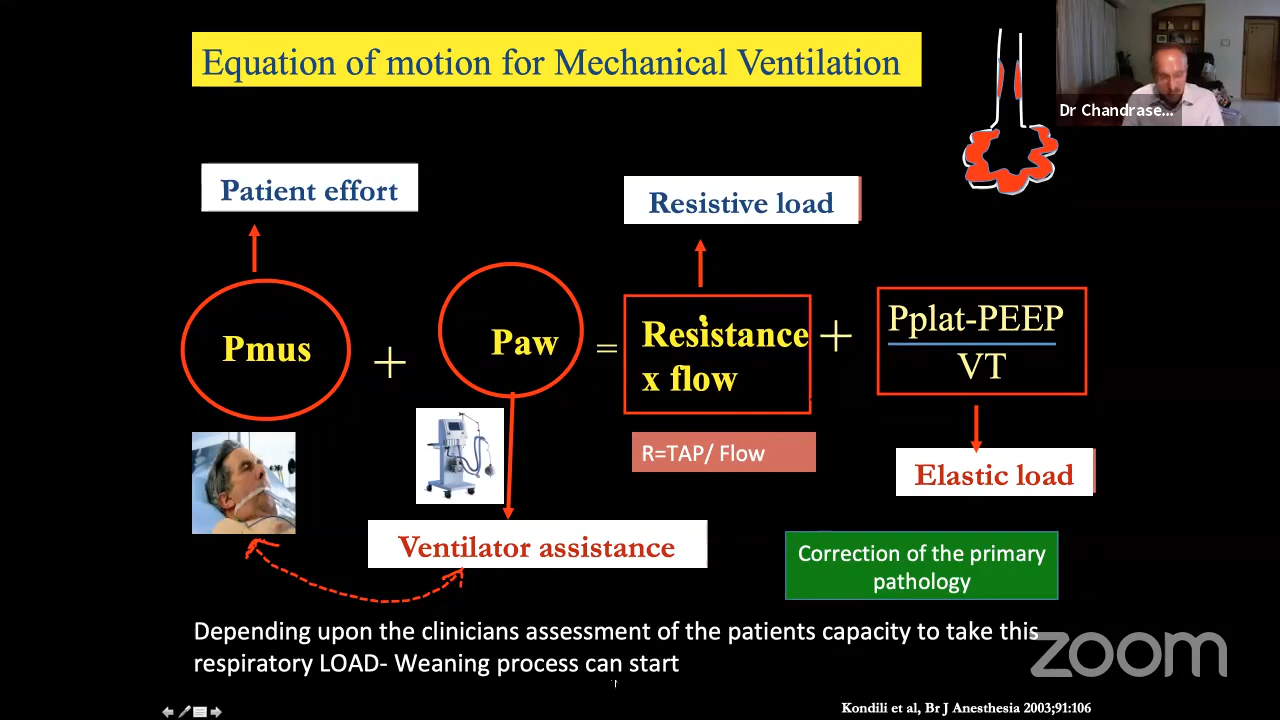 Equation of motion for Mechanical Ventilation
Dr Chandrase...
Patient effort
Resistive load
Pmus
+
Paw
=
Resistance
x flow
+
Pplat-PEEP
VT
R=TAP/ Flow
Elastic load
Ventilator assistance
Correction of the primary
pathology
Depending upon the clinicians assessment of the patients capacity to take this
respiratory LOAD- Weaning process can start
zoom
Kondili et al, Br J Anesthesia 2003;91:106